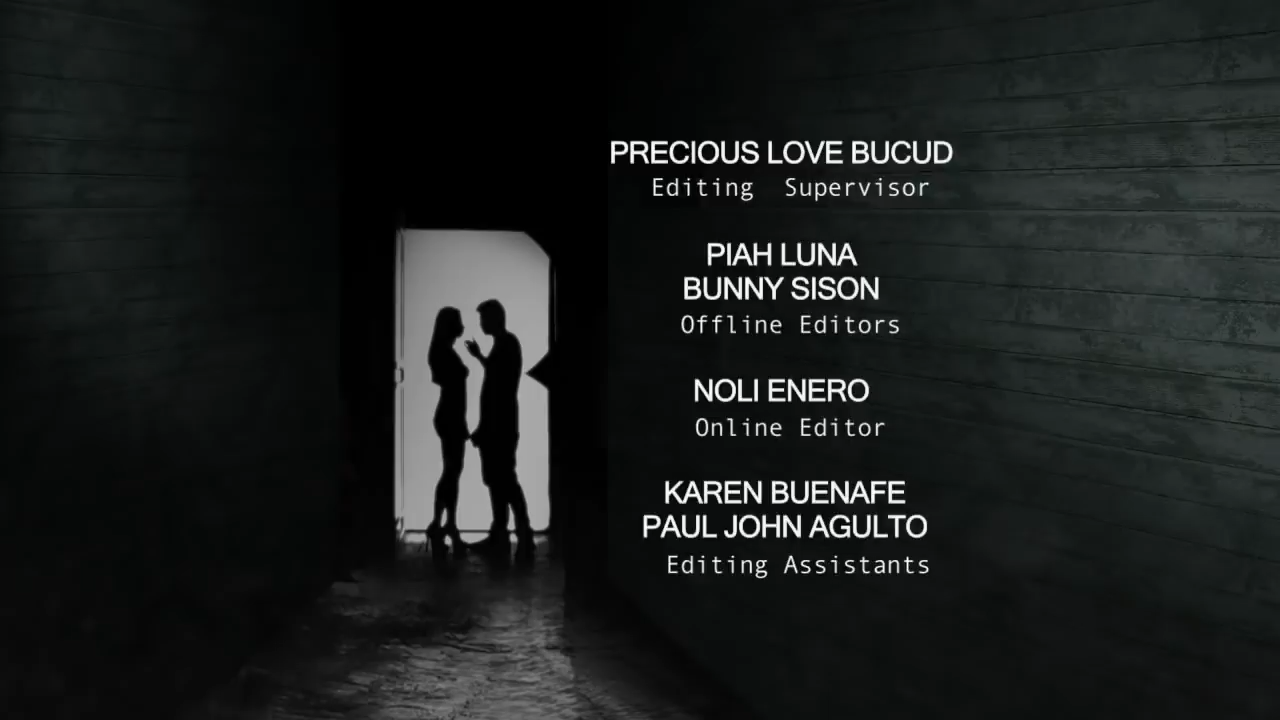 PRECIOUS LOVE BUCUD
Editing Supervisor
PIAH LUNA
BUNNY SISON
Offline Editors
NOLI ENERO
Online Editor
KAREN BUENAFE
PAUL JOHN AGULTO
Editing Assistants